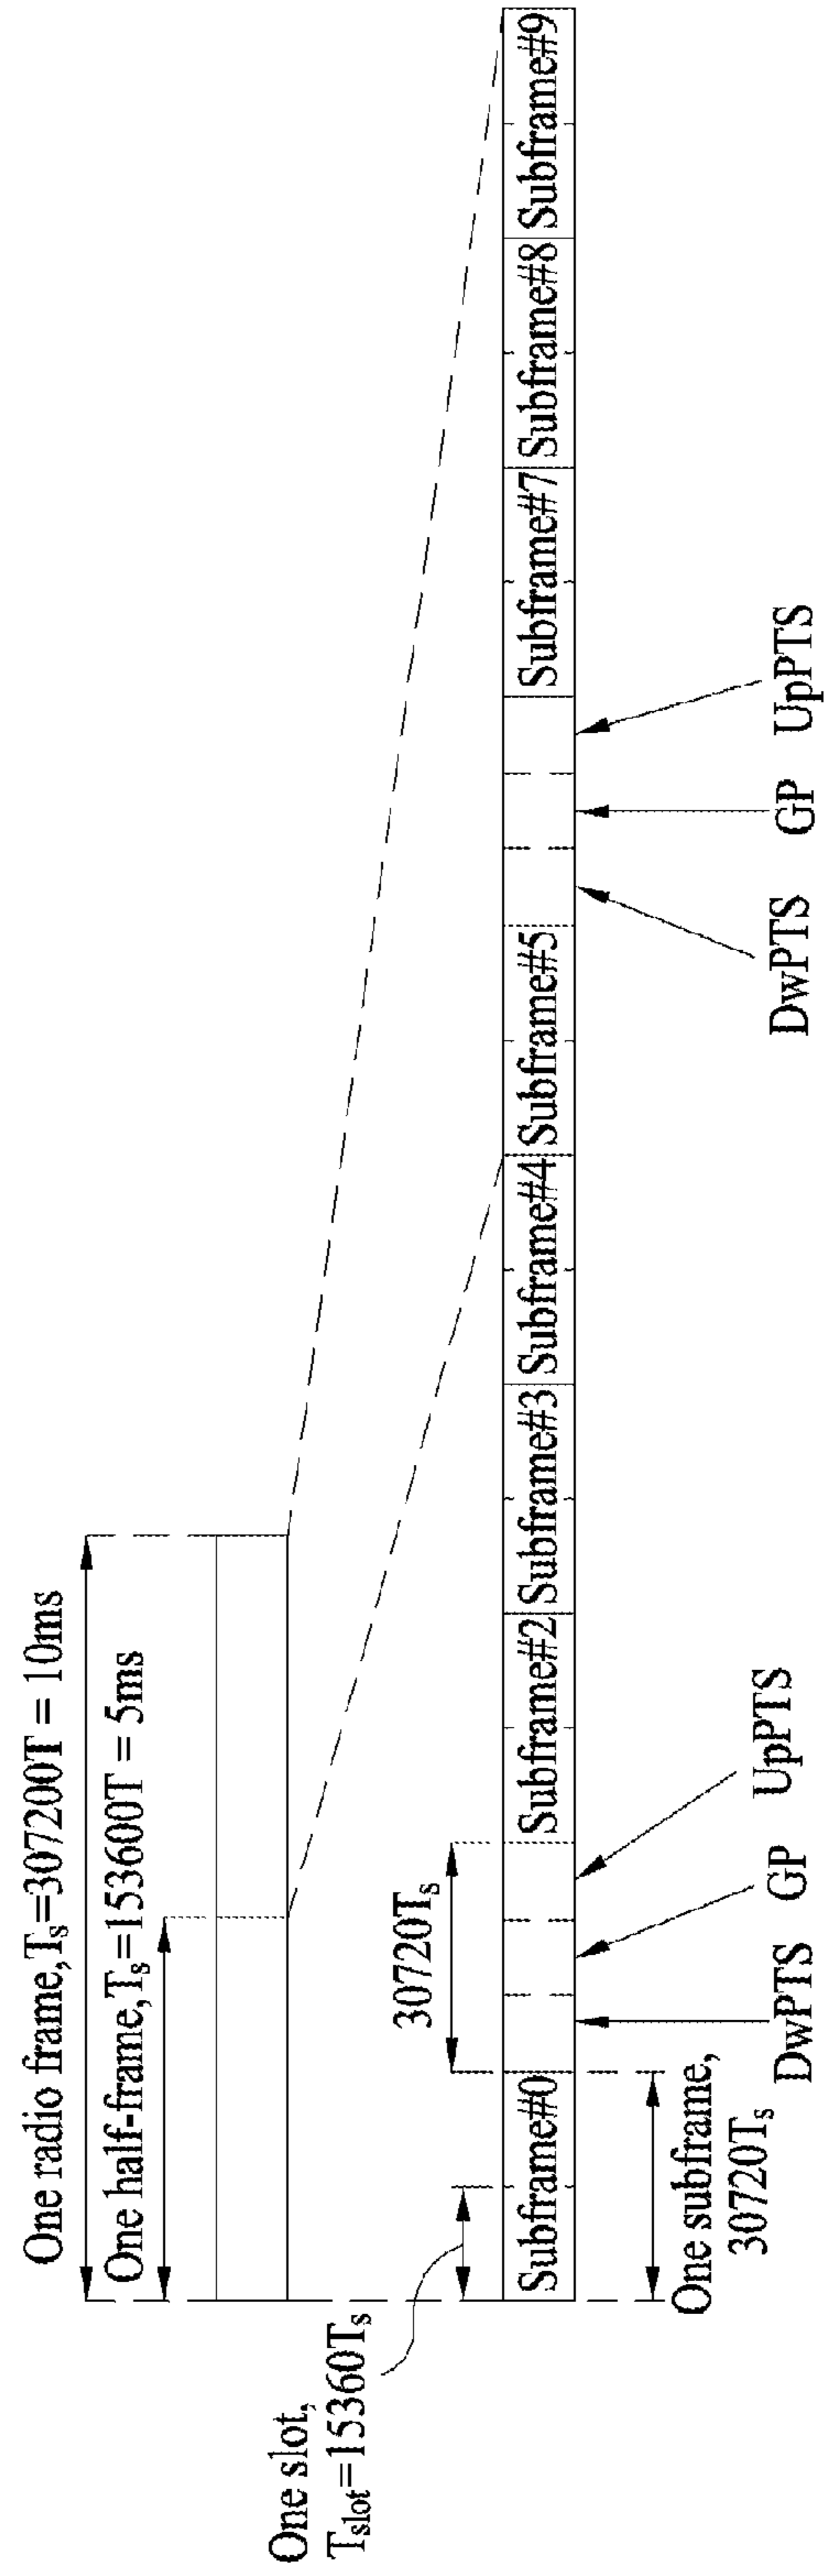 One radio frame,Ts=307200T = 10ms
One half-frame,Ts=153600T = 5ms
One slot,
Tslot=15360Ts
30720Ts
Subframe#0
Subframe#2
Subframe#3
Subframe#4
Subframe#5
Subframe#7
Subframe#8
Subframe#9
One subframe,
30720Ts
DwPTS
GP
UpPTS
DwPTS
GP
UpPTS